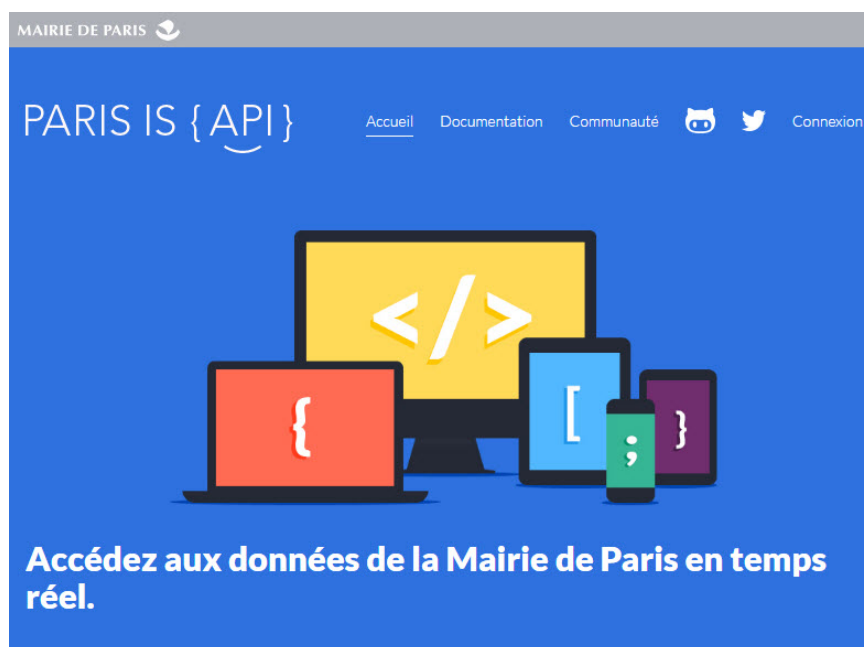 MAIRIE DE PARIS
PARIS IS { API }
Accueil Documentation Communauté Connexion
</>
{
[
;
}
Accédez aux données de la Mairie de Paris en temps
réel.